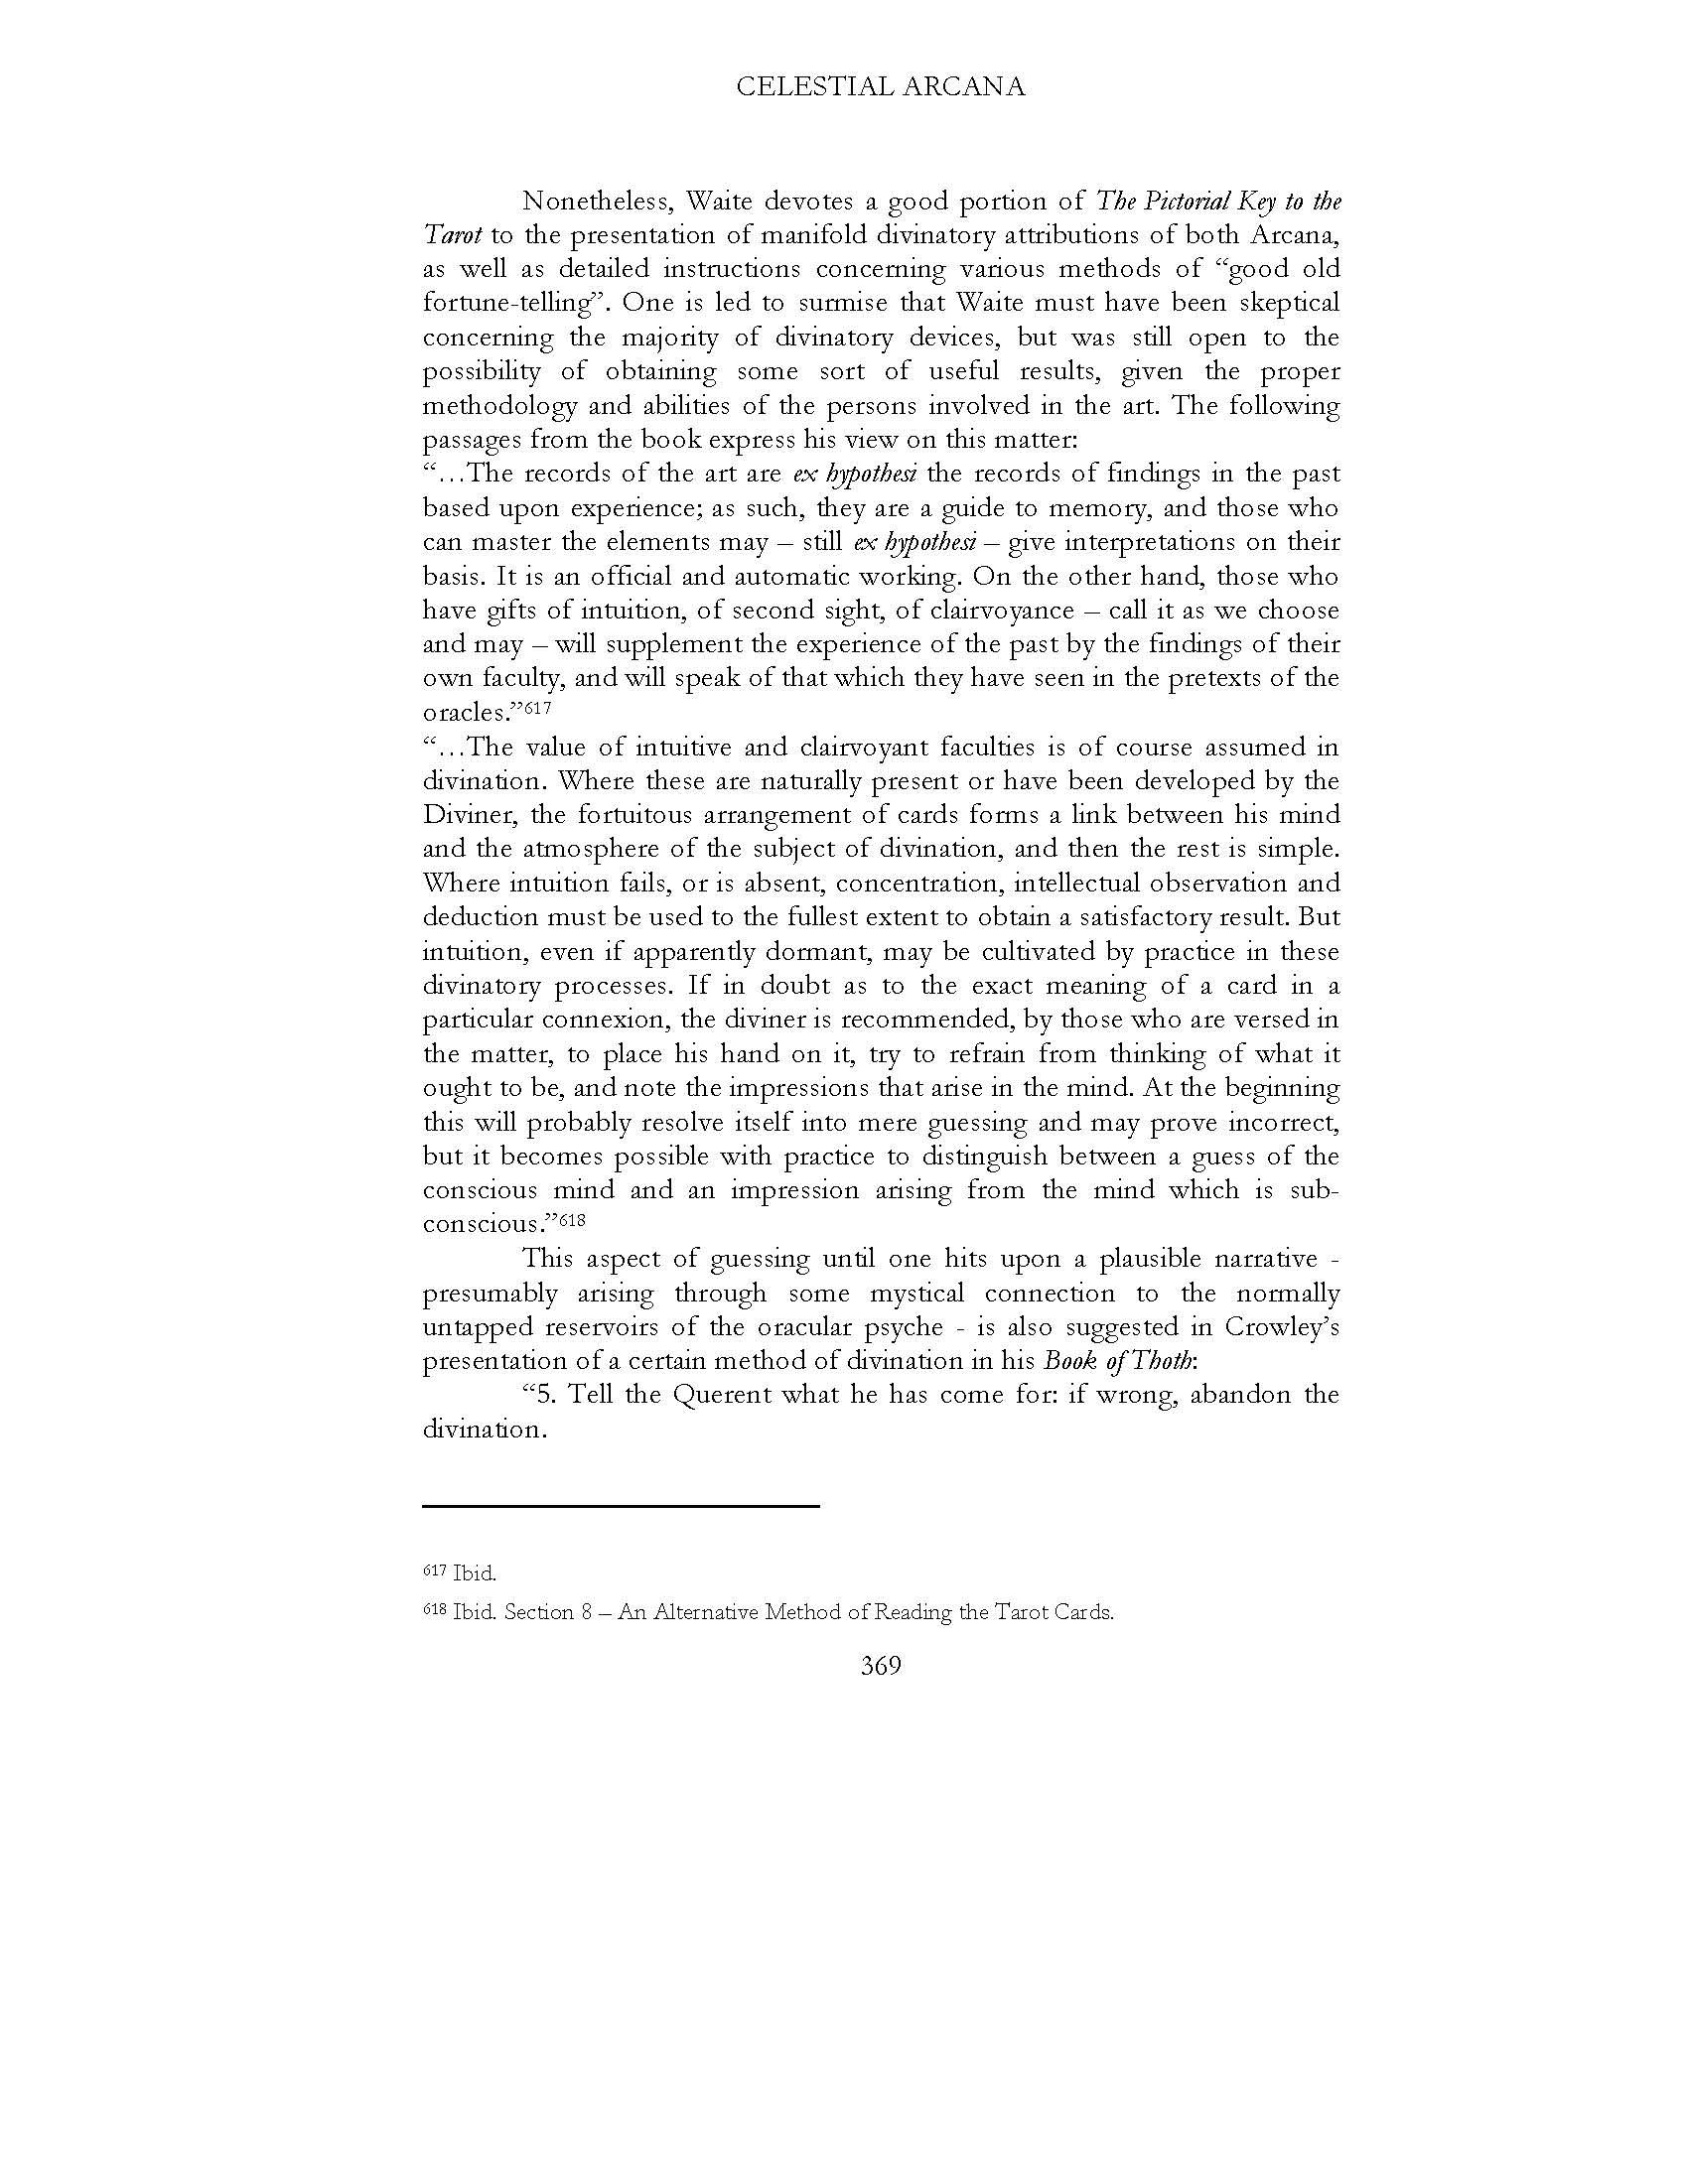 CELESTIAL ARCANA
Nonetheless, Waite devotes a good portion of The Pictorial Key to the
Tarot to the presentation of manifold divinatory attributions of both Arcana,
as well as detailed instructions concerning various methods of “good old
fortune-telling”. One is led to surmise that Waite must have been skeptical
concerning the majority of divinatory devices, but was still open to the
possibility of obtaining some sort of useful results, given the proper
methodology and abilities of the persons involved in the art. The following
passages from the book express his view on this matter:
“…The records of the art are ex hypothesi the records of findings in the past
based upon experience; as such, they are a guide to memory, and those who
can master the elements may – still ex hypothesi – give interpretations on their
basis. It is an official and automatic working. On the other hand, those who
have gifts of intuition, of second sight, of clairvoyance – call it as we choose
and may – will supplement the experience of the past by the findings of their
own faculty, and will speak of that which they have seen in the pretexts of the
oracles.”617
“…The value of intuitive and clairvoyant faculties is of course assumed in
divination. Where these are naturally present or have been developed by the
Diviner, the fortuitous arrangement of cards forms a link between his mind
and the atmosphere of the subject of divination, and then the rest is simple.
Where intuition fails, or is absent, concentration, intellectual observation and
deduction must be used to the fullest extent to obtain a satisfactory result. But
intuition, even if apparently dormant, may be cultivated by practice in these
divinatory processes. If in doubt as to the exact meaning of a card in a
particular connexion, the diviner is recommended, by those who are versed in
the matter, to place his hand on it, try to refrain from thinking of what it
ought to be, and note the impressions that arise in the mind. At the beginning
this will probably resolve itself into mere guessing and may prove incorrect,
but it becomes possible with practice to distinguish between a guess of the
conscious mind and an impression arising from the mind which is sub-
conscious.”618
This aspect of guessing until one hits upon a plausible narrative -
presumably arising through some mystical connection to the normally
untapped reservoirs of the oracular psyche - is also suggested in Crowley’s
presentation of a certain method of divination in his Book of Thoth:
“5. Tell the Querent what he has come for: if wrong, abandon the
divination.
617 Ibid.
618 Ibid. Section 8 – An Alternative Method of Reading the Tarot Cards.
369